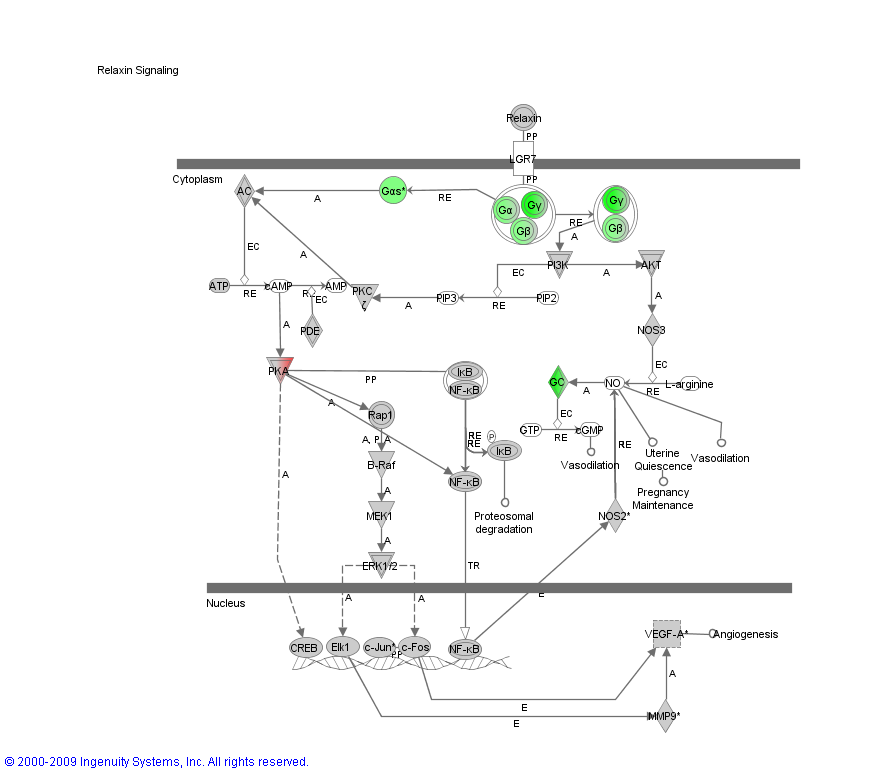 Relaxin Signaling
Relaxin
PP
LGR7
Cytoplasm
PP
AC
A
Gαs*
RE
Gα
Gγ
Gβ
RE
A
Gγ
Gβ
EC
A
EC
PI3K
A
AKT
ATP
RE
cAMP
AMP
EC
PKC
ζ
A
PIP3
RE
PIP2
A
A
PDE
NOS3
PKA
PP
IκB
NF-κB
GC
A
NO
EC
RE
L-arginine
A
Rap1
EC
A, P, A
GTP
RE
cGMP
RE
RE
RE
P
IκB
Vasodilation
Uterine
Quiescence
Vasodilation
B-Raf
A
A
NF-κB
Pregnancy
Maintenance
MEK1
Proteosomal
degradation
NOS2*
A
ERK1/2
TR
A
A
E
Nucleus
CREB
Elk1
c-Jun*
PP
c-Fos
NF-κB
VEGF-A*
Angiogenesis
A
E
E
MMP9*
© 2000-2009 Ingenuity Systems, Inc. All rights reserved.